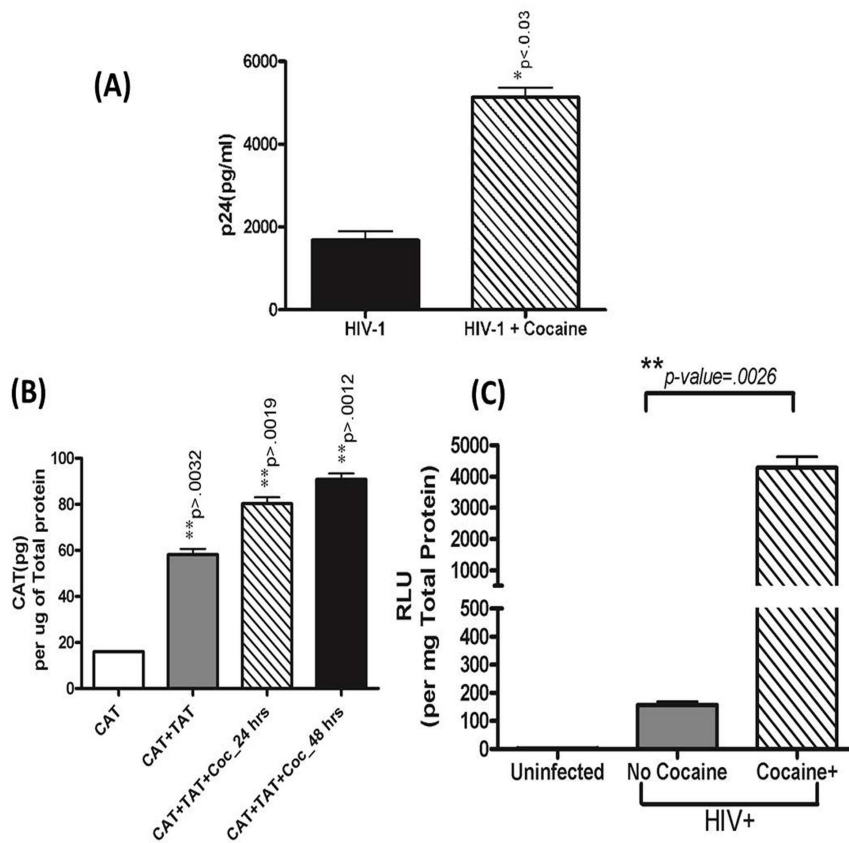 (A)
p24(pg/ml)
6000
4000
2000
0
*p<.0.03
HIV-1
HIV-1 + Cocaine
(B)
CAT(pg)
per ug of Total protein
100
80
60
40
20
0
**p>.0032
**p>.0019
**p>.0012
CAT
CAT+TAT
CAT+TAT+Coc_24 hrs
CAT+TAT+Coc_48 hrs
(C)
**p-value=.0026
RLU
(per mg Total Protein)
5000
4000
3000
2000
1000
500
400
300
200
100
0
Uninfected
No Cocaine
Cocaine+
HIV+